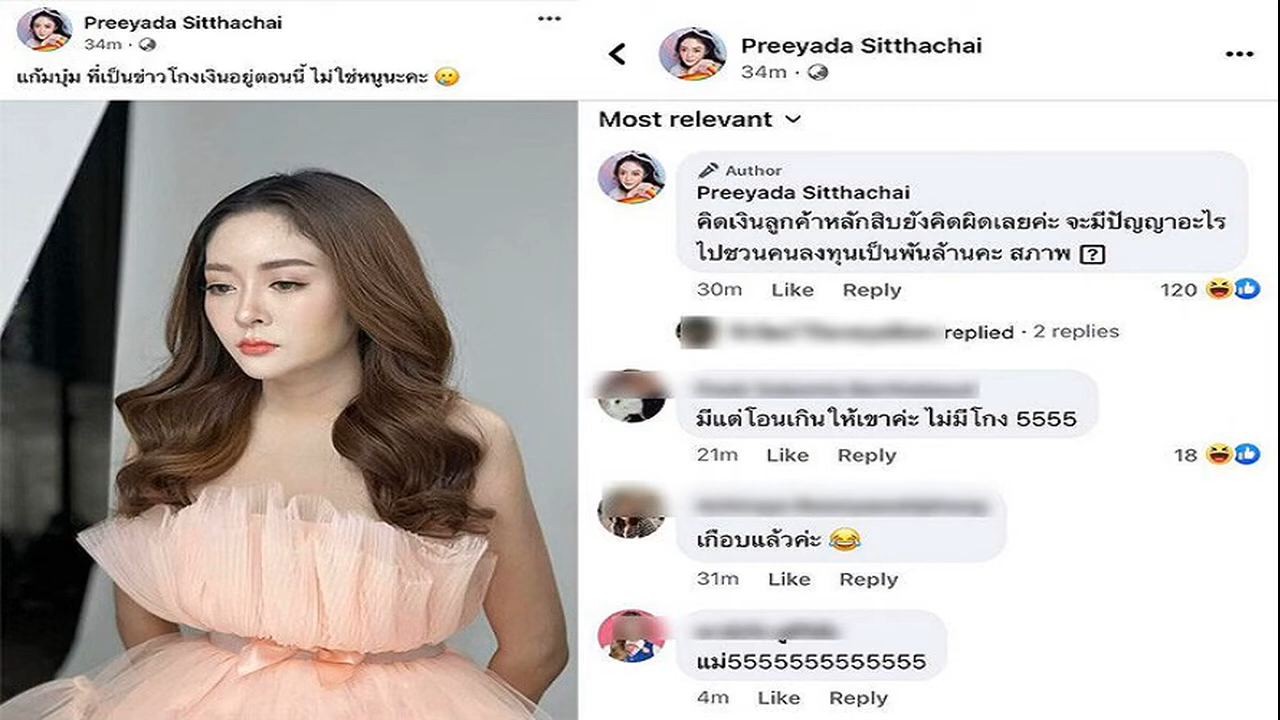 Preeyada Sitthachai
34m ·
แก้มบุ๋ม ที่เป็นข่าวโกงเงินอยู่ตอนนี้ ไม่ใช่หนูนะคะ 🥲
Preeyada Sitthachai
34m ·
Most relevant
Author
Preeyada Sitthachai
คิดเงินลูกค้าหลักสิบยังคิดผิดเลยค่ะ จะมีปัญญาอะไร
ไปชวนคนลงทุนเป็นพันล้านคะ สภาพ
30m Like Reply 120
replied · 2 replies
มีแต่โอนเกินให้เขาค่ะ ไม่มีโกง 5555
21m Like Reply 18
เกือบแล้วค่ะ 😂
31m Like Reply
แม่5555555555555
4m Like Reply